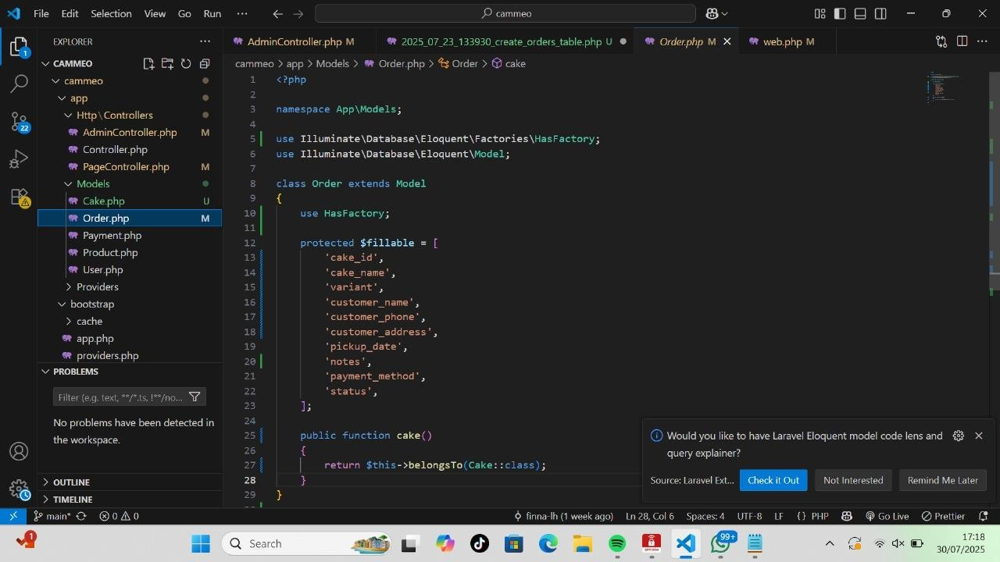 File Edit Selection View Go Run ··· cammeo
EXPLORER ···
AdminController.php M 2025_07_23_133930_create_orders_table.php U Order.php M web.php M
cammeo > app > Models > Order.php > Order > cake
CAMMEO
cammeo
app
Http\Controllers
AdminController.php M
Controller.php
PageController.php M
Models
Cake.php U
Order.php M
Payment.php
Product.php
User.php
Providers
bootstrap
cache
app.php
providers.php
PROBLEMS
Filter (e.g. text, **/*.ts, !**/no...
No problems have been detected in
the workspace.
OUTLINE
TIMELINE
1
22
1 <?php
2
3 namespace App\Models;
4
5 use Illuminate\Database\Eloquent\Factories\HasFactory;
6 use Illuminate\Database\Eloquent\Model;
7
8 class Order extends Model
9 {
10 use HasFactory;
11
12 protected $fillable = [
13 'cake_id',
14 'cake_name',
15 'variant',
16 'customer_name',
17 'customer_phone',
18 'customer_address',
19 'pickup_date',
20 'notes',
21 'payment_method',
22 'status',
23 ];
24
25 public function cake()
26 {
27 return $this->belongsTo(Cake::class);
28 }
29 }
Would you like to have Laravel Eloquent model code lens and
query explainer?
Source: Laravel Ext... Check it Out Not Interested Remind Me Later
main* 0 0 finna-lh (1 week ago) Ln 28, Col 6 Spaces: 4 UTF-8 LF {} PHP Go Live Prettier
1 Search 99+ 17:18
30/07/2025